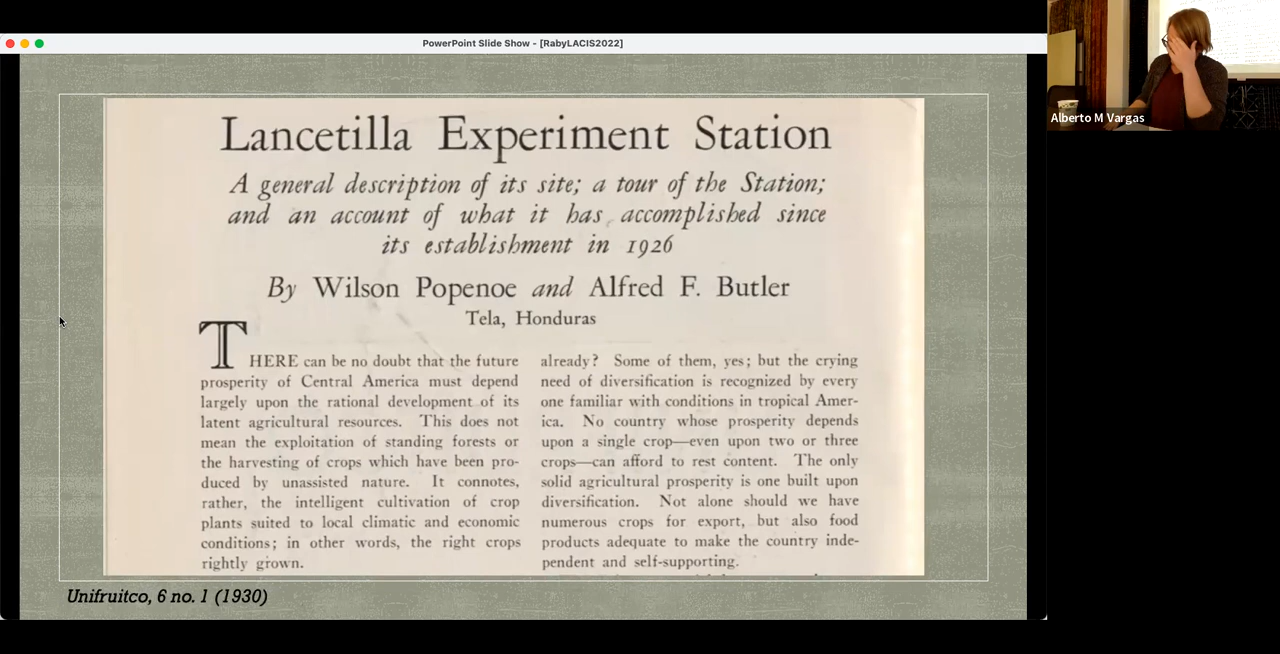 PowerPoint Slide Show - [RabyLACIS2022]
Alberto M Vargas
Lancetilla Experiment Station
A general description of its site; a tour of the Station;
and an account of what it has accomplished since
its establishment in 1926
By Wilson Popenoe and Alfred F. Butler
Tela, Honduras
THERE can be no doubt that the future
prosperity of Central America must depend
largely upon the rational development of its
latent agricultural resources. This does not
mean the exploitation of standing forests or
the harvesting of crops which have been pro-
duced by unassisted nature. It connotes,
rather, the intelligent cultivation of crop
plants suited to local climatic and economic
conditions; in other words, the right crops
rightly grown.
already? Some of them, yes; but the crying
need of diversification is recognized by every
one familiar with conditions in tropical Amer-
ica. No country whose prosperity depends
upon a single crop—even upon two or three
crops—can afford to rest content. The only
solid agricultural prosperity is one built upon
diversification. Not alone should we have
numerous crops for export, but also food
products adequate to make the country inde-
pendent and self-supporting.
Unifruitco, 6 no. 1 (1930)